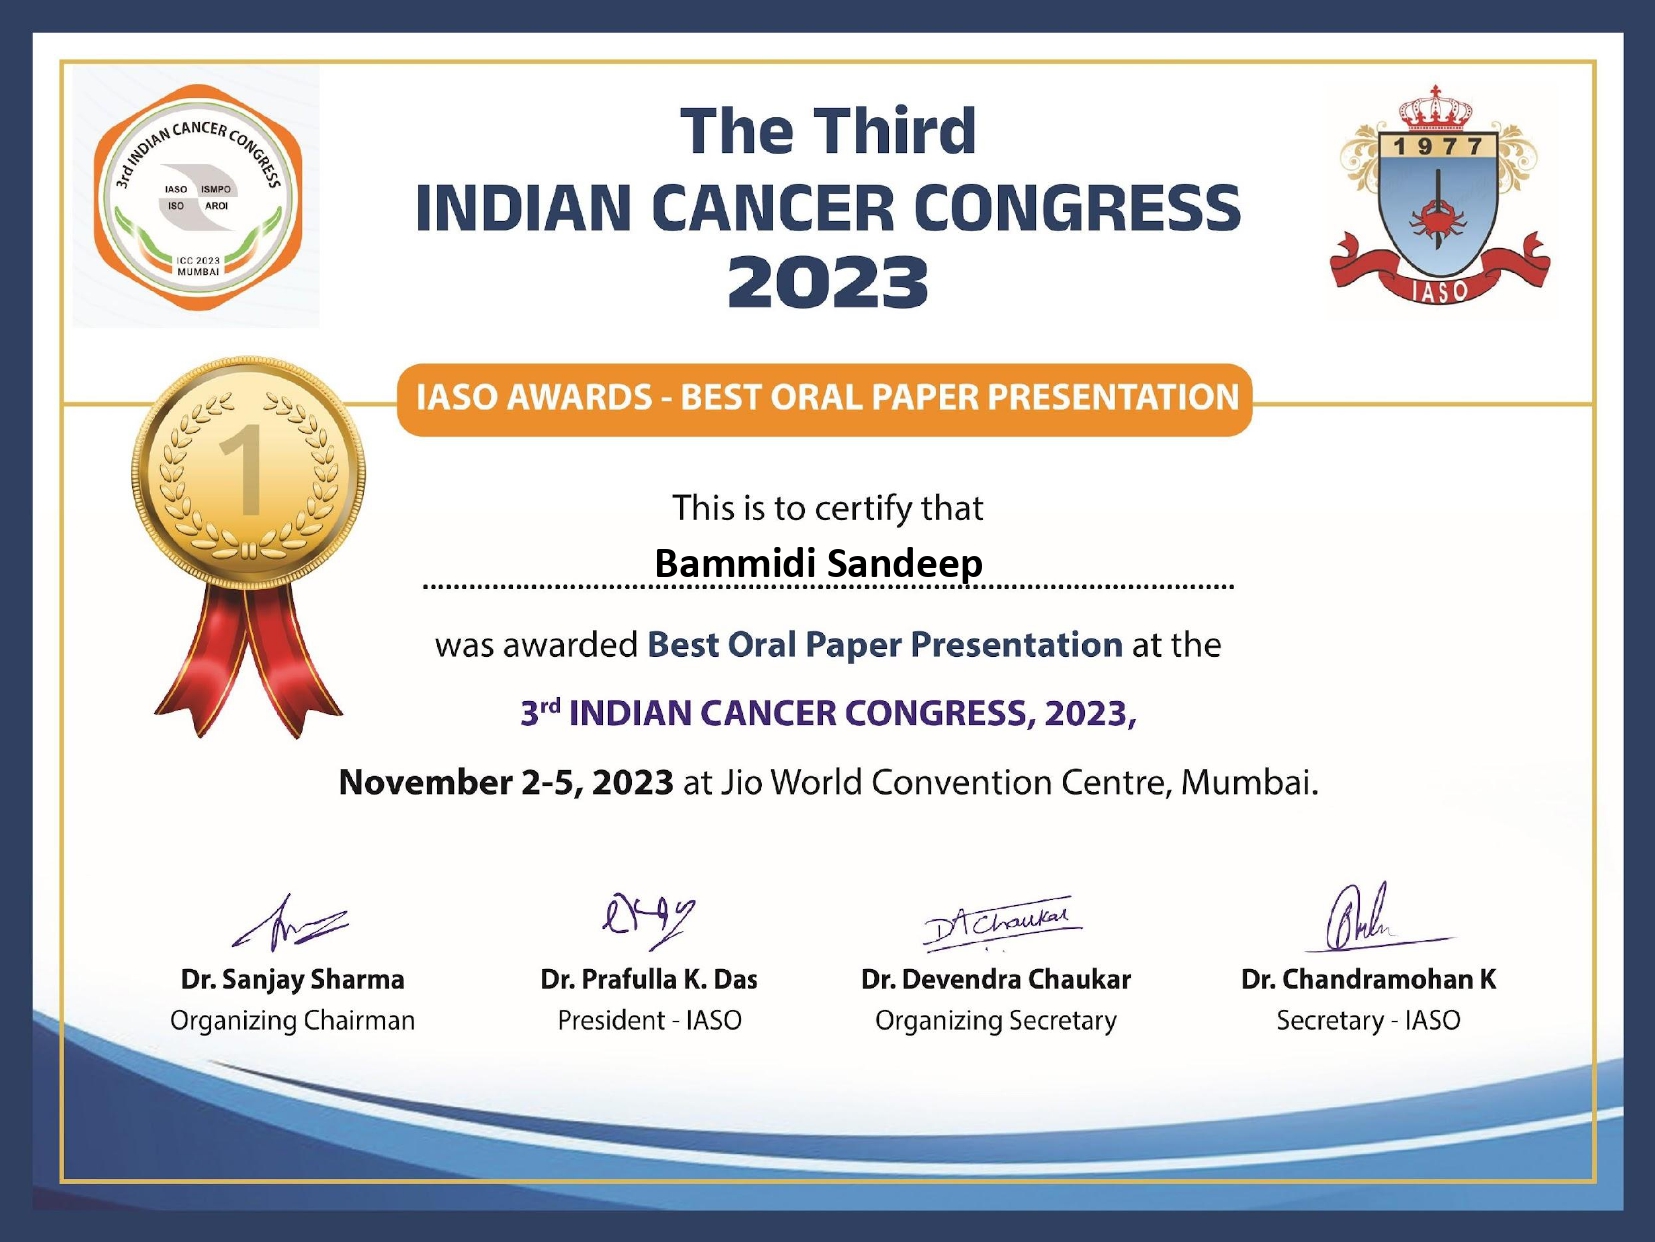 3rd INDIAN CANCER CONGRESS
IASO ISMPO
ISO AROI
ICC 2023
MUMBAI
The Third
INDIAN CANCER CONGRESS
2023
1977
IASO
IASO AWARDS - BEST ORAL PAPER PRESENTATION
1
This is to certify that
Bammidi Sandeep
was awarded Best Oral Paper Presentation at the
3rd INDIAN CANCER CONGRESS, 2023,
November 2-5, 2023 at Jio World Convention Centre, Mumbai.
DAChaukar
Dr. Sanjay Sharma
Organizing Chairman
Dr. Prafulla K. Das
President - IASO
Dr. Devendra Chaukar
Organizing Secretary
Dr. Chandramohan K
Secretary - IASO